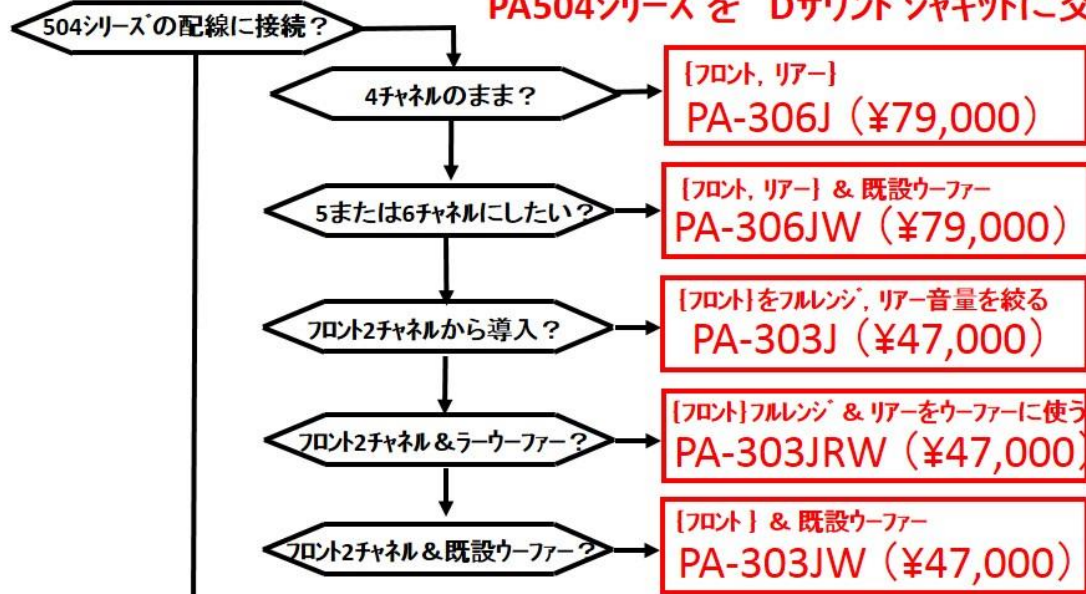 PA504シリーズを Dサウンドジャキットに交
504シリーズの配線に接続？
4チャネルのまま？
{フロント, リアー}
PA-306J（¥79,000）
5または6チャネルにしたい？
{フロント, リアー} & 既設ウーファー
PA-306JW（¥79,000）
フロント2チャネルから導入？
{フロント}をフルレンジ, リアー音量を絞る
PA-303J（¥47,000）
フロント2チャネル&ラーウーファー？
{フロント}フルレンジ & リアーをウーファーに使う
PA-303JRW（¥47,000）
フロント2チャネル&既設ウーファー？
{フロント } & 既設ウーファー
PA-303JW（¥47,000）